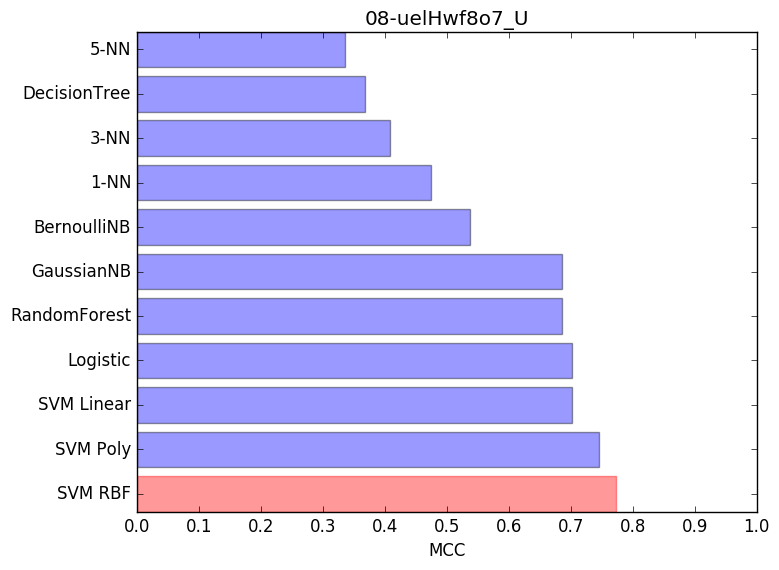 08-uelHwf8o7_U
5-NN
DecisionTree
3-NN
1-NN
BernoulliNB
GaussianNB
RandomForest
Logistic
SVM Linear
SVM Poly
SVM RBF
0.0 0.1 0.2 0.3 0.4 0.5 0.6 0.7 0.8 0.9 1.0
MCC